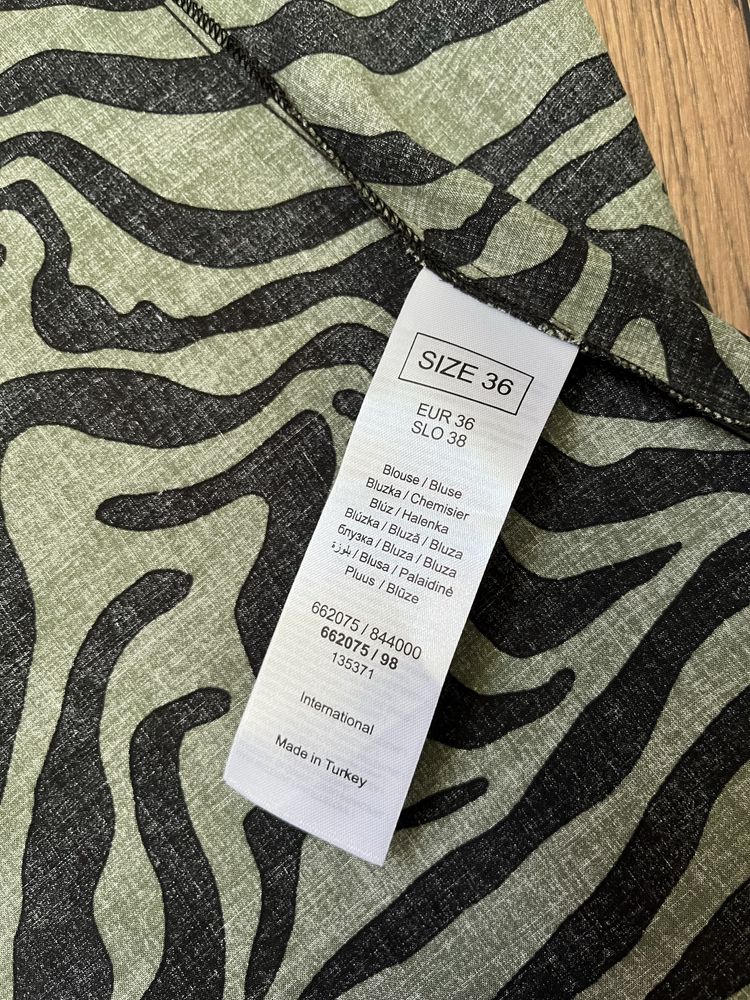 SIZE 36
EUR 36
SLO 38
Blouse / Bluse
Bluzka / Chemisier
Blúz / Halenka
Blúzka / Bluză / Bluza
блузка / Bluza / Bluza
بلوزة / Blusa / Palaidinė
Pluus / Blūze
662075 / 844000
662075 / 98
135371
International
Made in Turkey